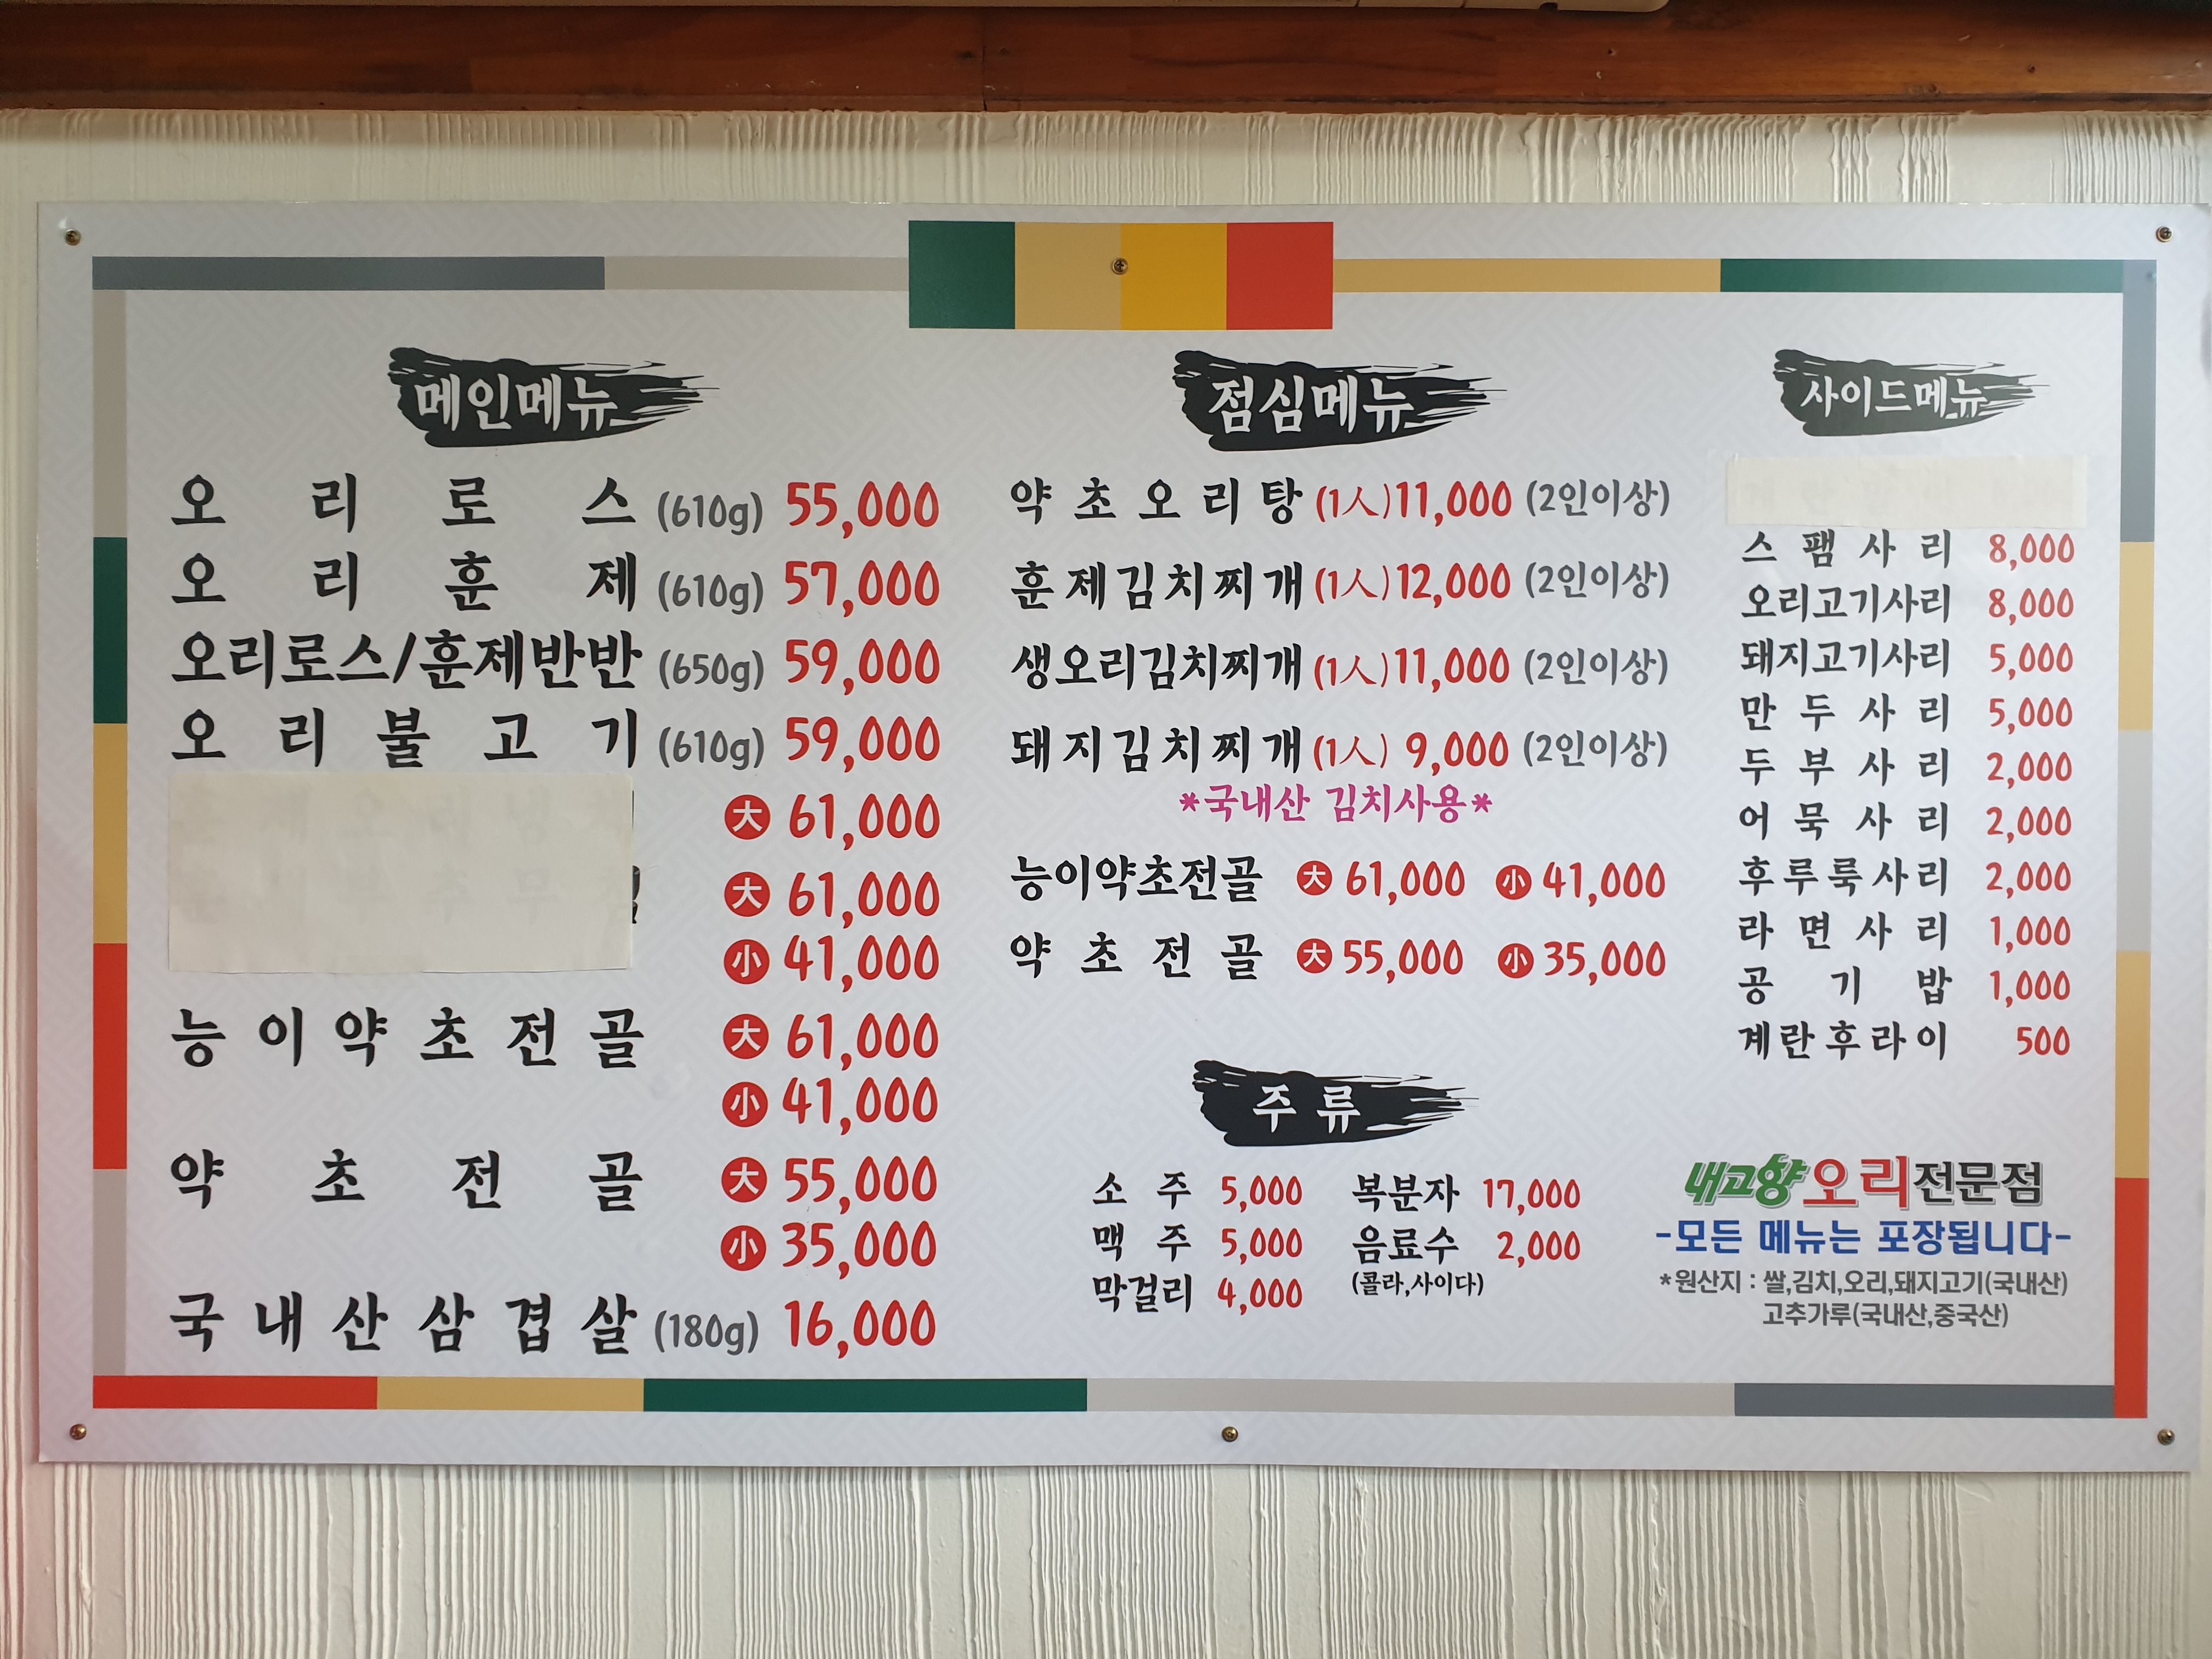 메인메뉴
오리로스 (610g) 55,000
오리훈제 (610g) 57,000
오리로스/훈제반반 (650g) 59,000
오리불고기 (610g) 59,000
大 61,000
大 61,000
小 41,000
능이약초전골 大 61,000
小 41,000
약초전골 大 55,000
小 35,000
국내산삼겹살 (180g) 16,000
점심메뉴
약초오리탕 (1人) 11,000 (2인이상)
훈제김치찌개 (1人) 12,000 (2인이상)
생오리김치찌개 (1人) 11,000 (2인이상)
돼지김치찌개 (1人) 9,000 (2인이상)
*국내산 김치사용*
능이약초전골 大 61,000 小 41,000
약초전골 大 55,000 小 35,000
주류
소주 5,000 복분자 17,000
맥주 5,000 음료수 2,000
막걸리 4,000 (콜라,사이다)
사이드메뉴
스팸사리 8,000
오리고기사리 8,000
돼지고기사리 5,000
만두사리 5,000
두부사리 2,000
어묵사리 2,000
후루룩사리 2,000
라면사리 1,000
공기밥 1,000
계란후라이 500
내고향오리전문점
-모든 메뉴는 포장됩니다-
*원산지 : 쌀,김치,오리,돼지고기(국내산)
고추가루(국내산,중국산)